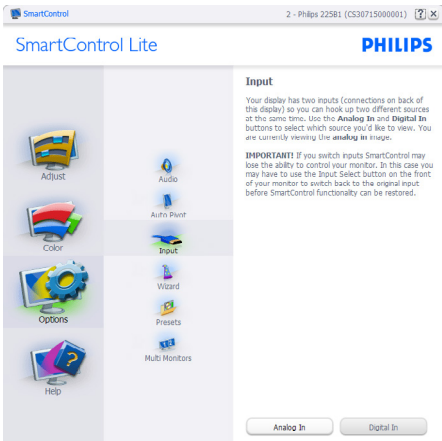 SmartControl
2 - Philips 225B1 (CS30715000001)
SmartControl Lite
PHILIPS
Adjust
Color
Options
Help
Audio
Auto Pivot
Input
Wizard
Presets
Multi Monitors
Input
Your display has two inputs (connections on back of
this display) so you can hook up two different sources
at the same time. Use the Analog In and Digital In
buttons to select which source you'd like to view. You
are currently viewing the analog in image.
IMPORTANT! If you switch inputs SmartControl may
lose the ability to control your monitor. In this case you
may have to use the Input Select button on the front
of your monitor to switch back to the original input
before SmartControl functionality can be restored.
Analog In
Digital In